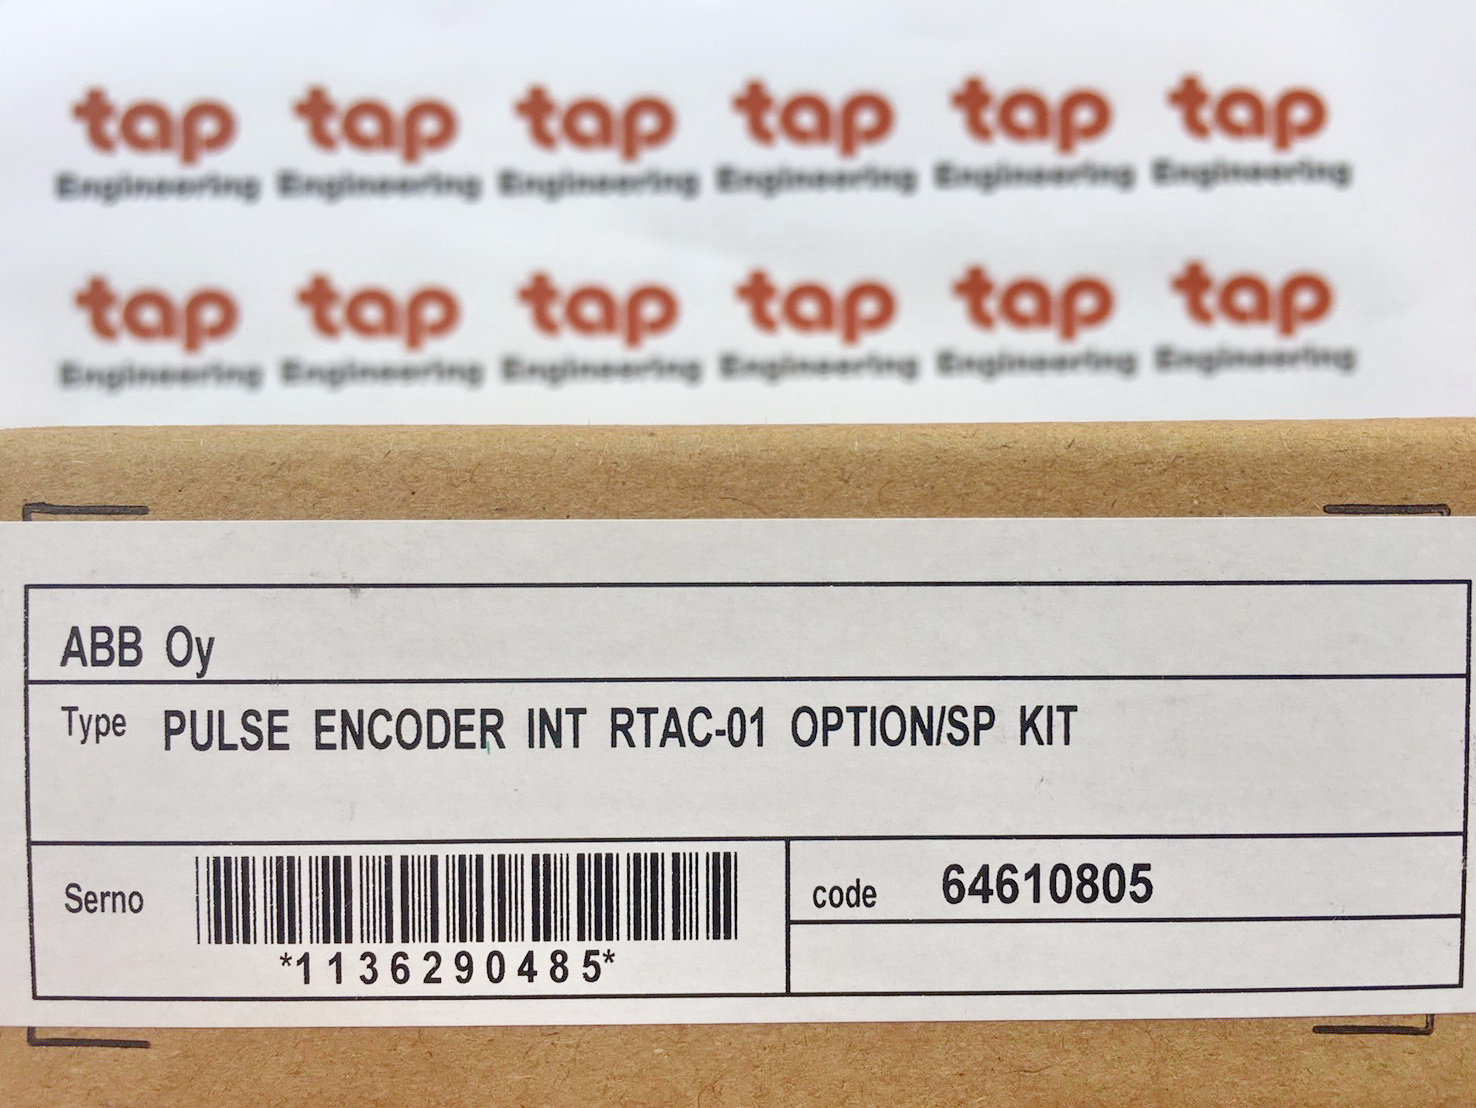 tap tap tap tap tap tap
Engineering Engineering Engineering Engineering Engineering Engineering
tap tap tap tap tap tap
Engineering Engineering Engineering Engineering Engineering Engineering
ABB Oy
Type PULSE ENCODER INT RTAC-01 OPTION/SP KIT
Serno
*1136290485*
code 64610805